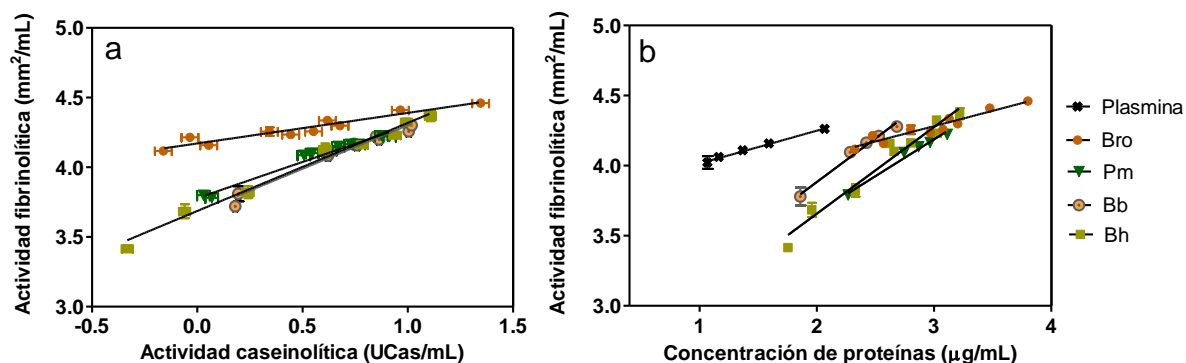 a
5.0
4.5
4.0
3.5
3.0
-0.5
0.0
0.5
1.0
1.5
Actividad fibrinolítica (mm²/mL)
Actividad caseinolítica (UCas/mL)
b
5.0
4.5
4.0
3.5
3.0
1
2
3
4
Actividad fibrinolítica (mm²/mL)
Concentración de proteínas (µg/mL)
Plasmina
Bro
Pm
Bb
Bh